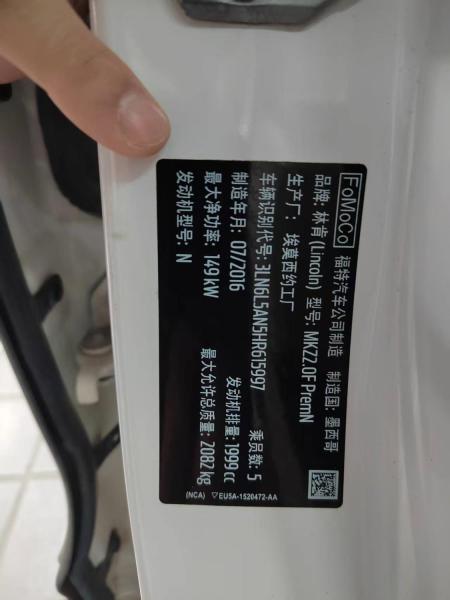 FoMoCo 福特汽车公司制造 制造国: 墨西哥
品牌: 林肯 (Lincoln) 型号: MKZ2.0F PremN
生产厂: 埃莫西约工厂
车辆识别代号: 3LN6L5AN5HR615997 乘员数: 5
制造年月: 07/2016 发动机排量: 1999 cc
最大净功率: 149 kW 最大允许总质量: 2082 kg
发动机型号: N
(NCA) ▽EU5A-1520472-AA